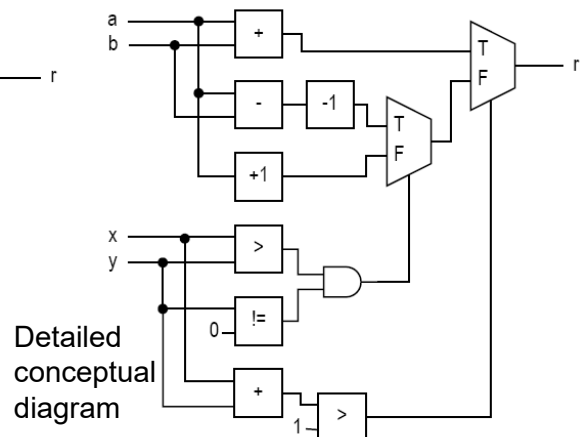 a
b
+
T
F
r
r
-
-1
T
F
+1
x
y
>
!=
0
Detailed
conceptual
diagram
+
>
1